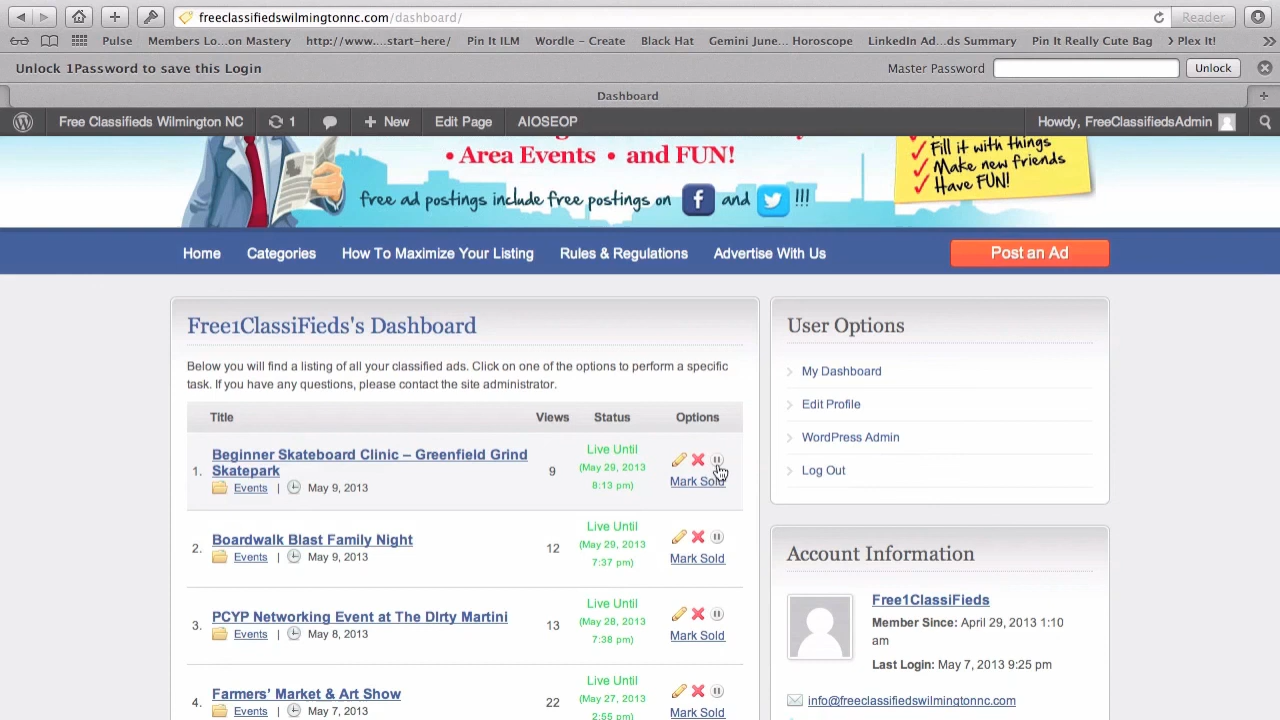 freeclassifiedswilmingtonnc.com/dashboard/
Reader
Pulse Members Lo...on Mastery http://www....start-here/ Pin It ILM Wordle – Create Black Hat Gemini June... Horoscope LinkedIn Ad...ds Summary Pin It Really Cute Bag > Plex It! >>
Unlock 1Password to save this Login
Master Password
Unlock
Dashboard
Free Classifieds Wilmington NC 1 + New Edit Page AIOSEOP
Howdy, FreeClassifiedsAdmin
• Area Events • and FUN!
free ad postings include free postings on f and !!!
Fill it with things
Make new friends
Have FUN!
Home Categories How To Maximize Your Listing Rules & Regulations Advertise With Us
Post an Ad
Free1ClassiFieds's Dashboard
Below you will find a listing of all your classified ads. Click on one of the options to perform a specific
task. If you have any questions, please contact the site administrator.
Title Views Status Options
1. Beginner Skateboard Clinic – Greenfield Grind
Skatepark
Events | May 9, 2013
9
Live Until
(May 29, 2013
8:13 pm)
Mark Sold
2. Boardwalk Blast Family Night
Events | May 9, 2013
12
Live Until
(May 29, 2013
7:37 pm)
Mark Sold
3. PCYP Networking Event at The DIrty Martini
Events | May 8, 2013
13
Live Until
(May 28, 2013
7:38 pm)
Mark Sold
4. Farmers' Market & Art Show
Events | May 7, 2013
22
Live Until
(May 27, 2013
2:55 pm)
Mark Sold
User Options
My Dashboard
Edit Profile
WordPress Admin
Log Out
Account Information
Free1ClassiFieds
Member Since: April 29, 2013 1:10
am
Last Login: May 7, 2013 9:25 pm
info@freeclassifiedswilmingtonnc.com